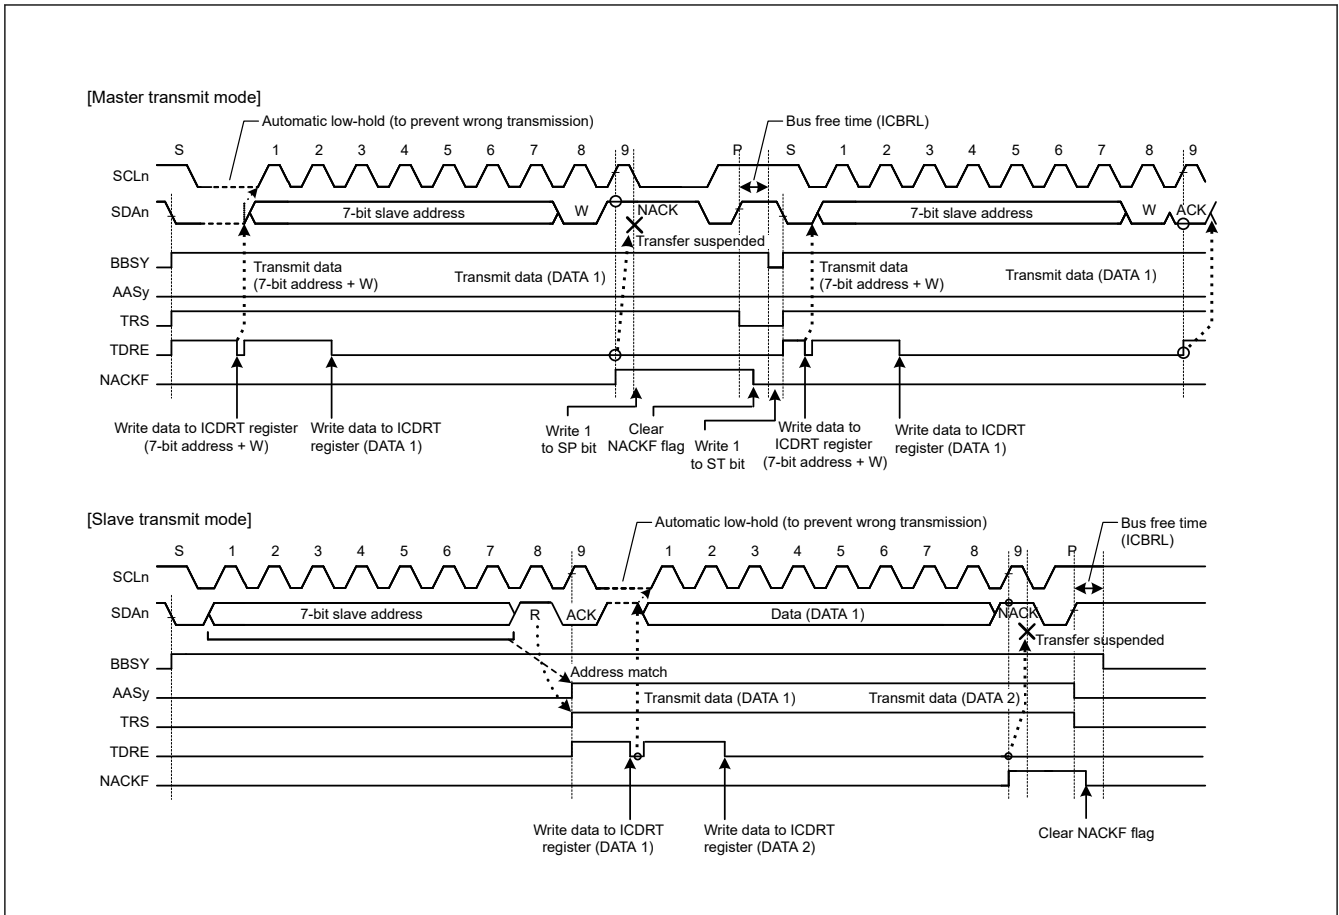 [Master transmit mode]
Automatic low-hold (to prevent wrong transmission)
Bus free time (ICBRL)
S 1 2 3 4 5 6 7 8 9 P S 1 2 3 4 5 6 7 8 9
SCLn
SDAn 7-bit slave address W NACK 7-bit slave address W ACK
Transfer suspended
BBSY
Transmit data
(7-bit address + W)
Transmit data (DATA 1)
Transmit data
(7-bit address + W)
Transmit data (DATA 1)
AASy
TRS
TDRE
NACKF
Write data to ICDRT register
(7-bit address + W)
Write data to ICDRT
register (DATA 1)
Write 1
to SP bit
Clear
NACKF flag
Write 1
to ST bit
Write data to
ICDRT register
(7-bit address + W)
Write data to ICDRT
register (DATA 1)
[Slave transmit mode]
Automatic low-hold (to prevent wrong transmission)
Bus free time
(ICBRL)
S 1 2 3 4 5 6 7 8 9 1 2 3 4 5 6 7 8 9 P
SCLn
SDAn 7-bit slave address R ACK Data (DATA 1) NACK
Transfer suspended
BBSY
Address match
AASy
Transmit data (DATA 1)
Transmit data (DATA 2)
TRS
TDRE
NACKF
Write data to ICDRT
register (DATA 1)
Write data to ICDRT
register (DATA 2)
Clear NACKF flag